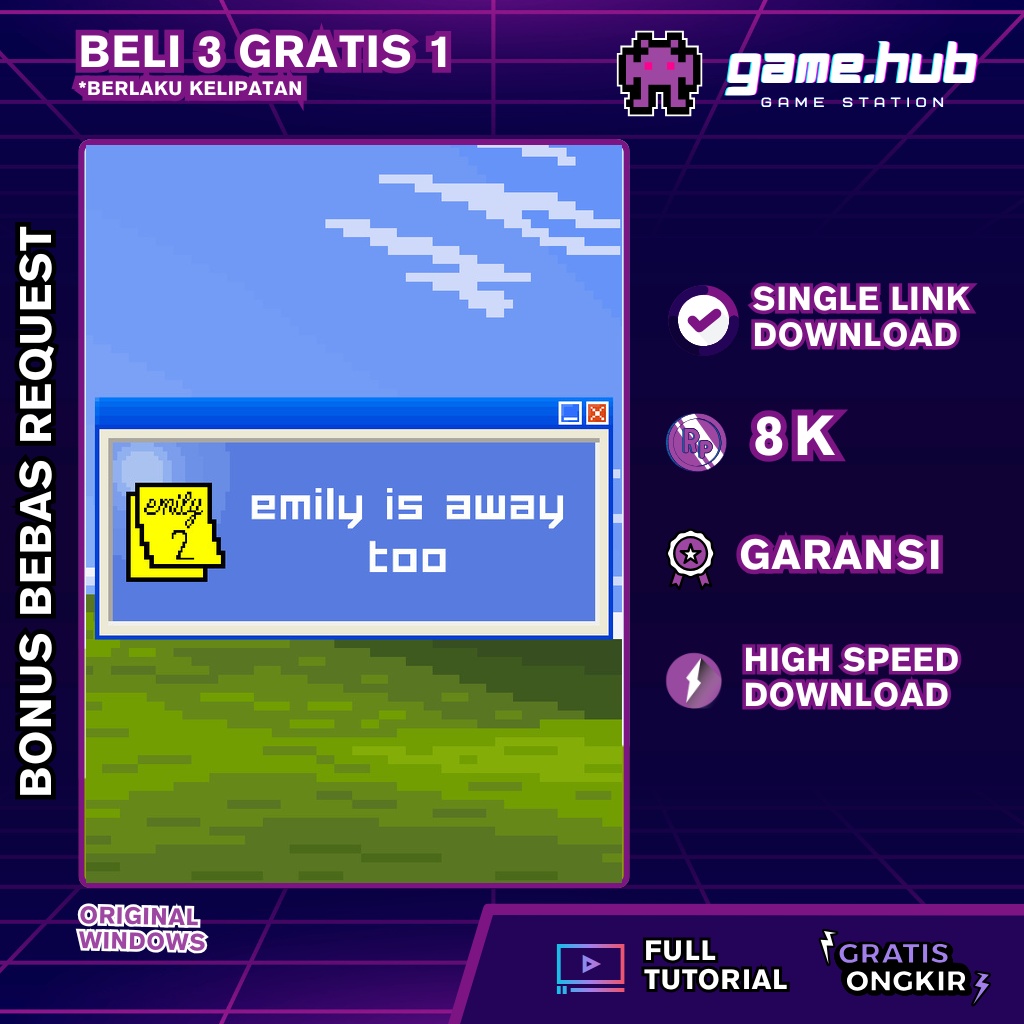 BELI 3 GRATIS 1
*BERLAKU KELIPATAN
game.hub
GAME STATION
BONUS BEBAS REQUEST
emily
2
emily is away
too
SINGLE LINK
DOWNLOAD
Rp
8K
GARANSI
HIGH SPEED
DOWNLOAD
ORIGINAL
WINDOWS
FULL
TUTORIAL
GRATIS
ONGKIR